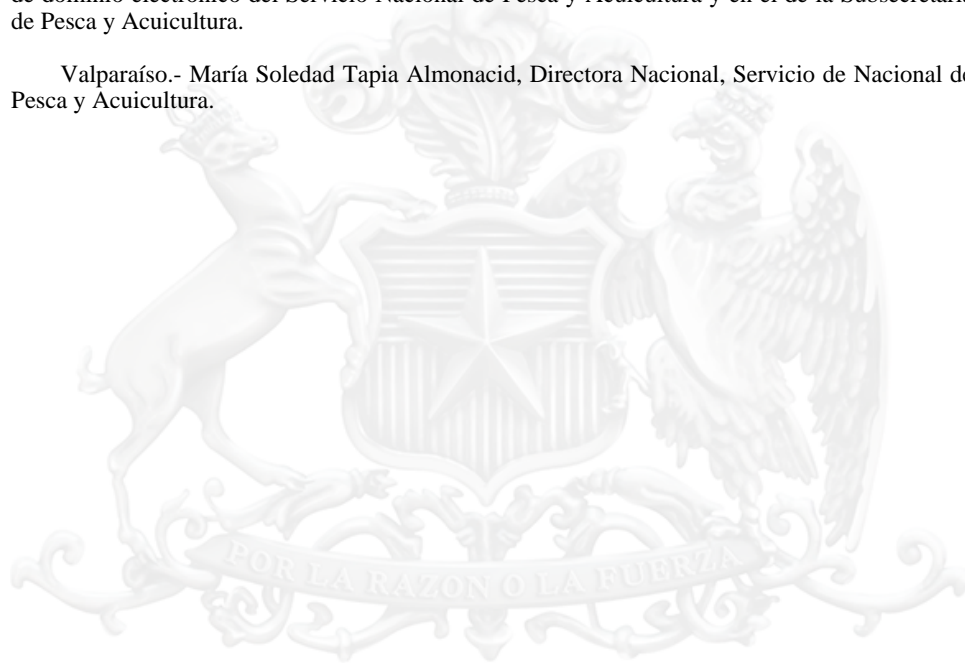 de dominio electrónico del Servicio Nacional de Pesca y Acuicultura y en el de la Subsecretaría
de Pesca y Acuicultura.
Valparaíso.- María Soledad Tapia Almonacid, Directora Nacional, Servicio de Nacional de
Pesca y Acuicultura.
POR LA RAZON O LA FUERZA